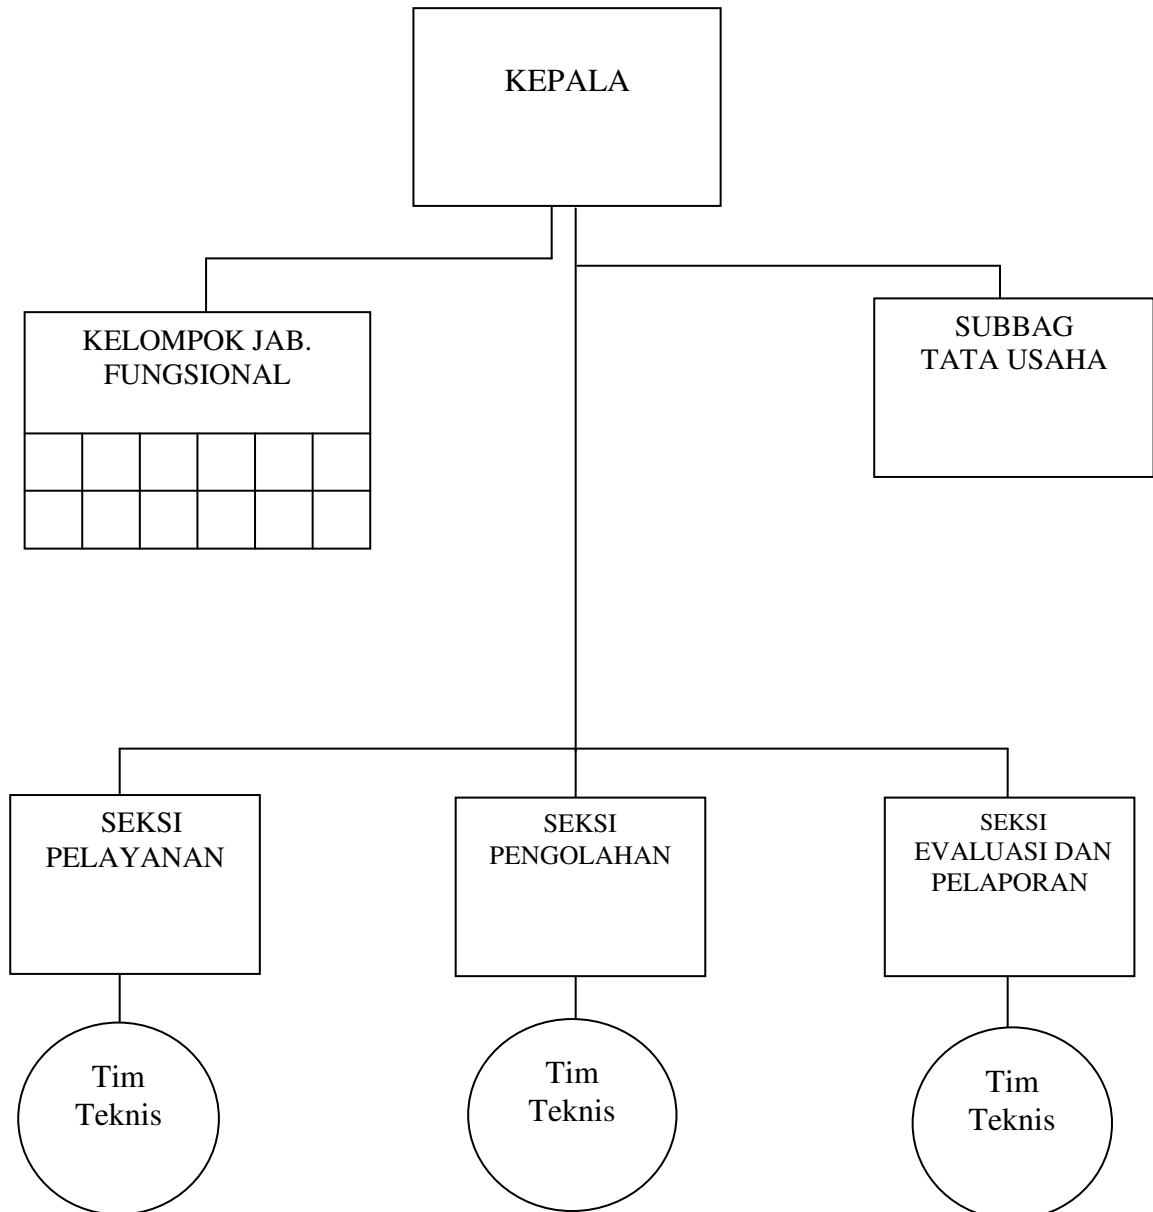 KEPALA
KELOMPOK JAB.
FUNGSIONAL
SUBBAG
TATA USAHA
SEKSI
PELAYANAN
SEKSI
PENGOLAHAN
SEKSI
EVALUASI DAN
PELAPORAN
Tim
Teknis
Tim
Teknis
Tim
Teknis